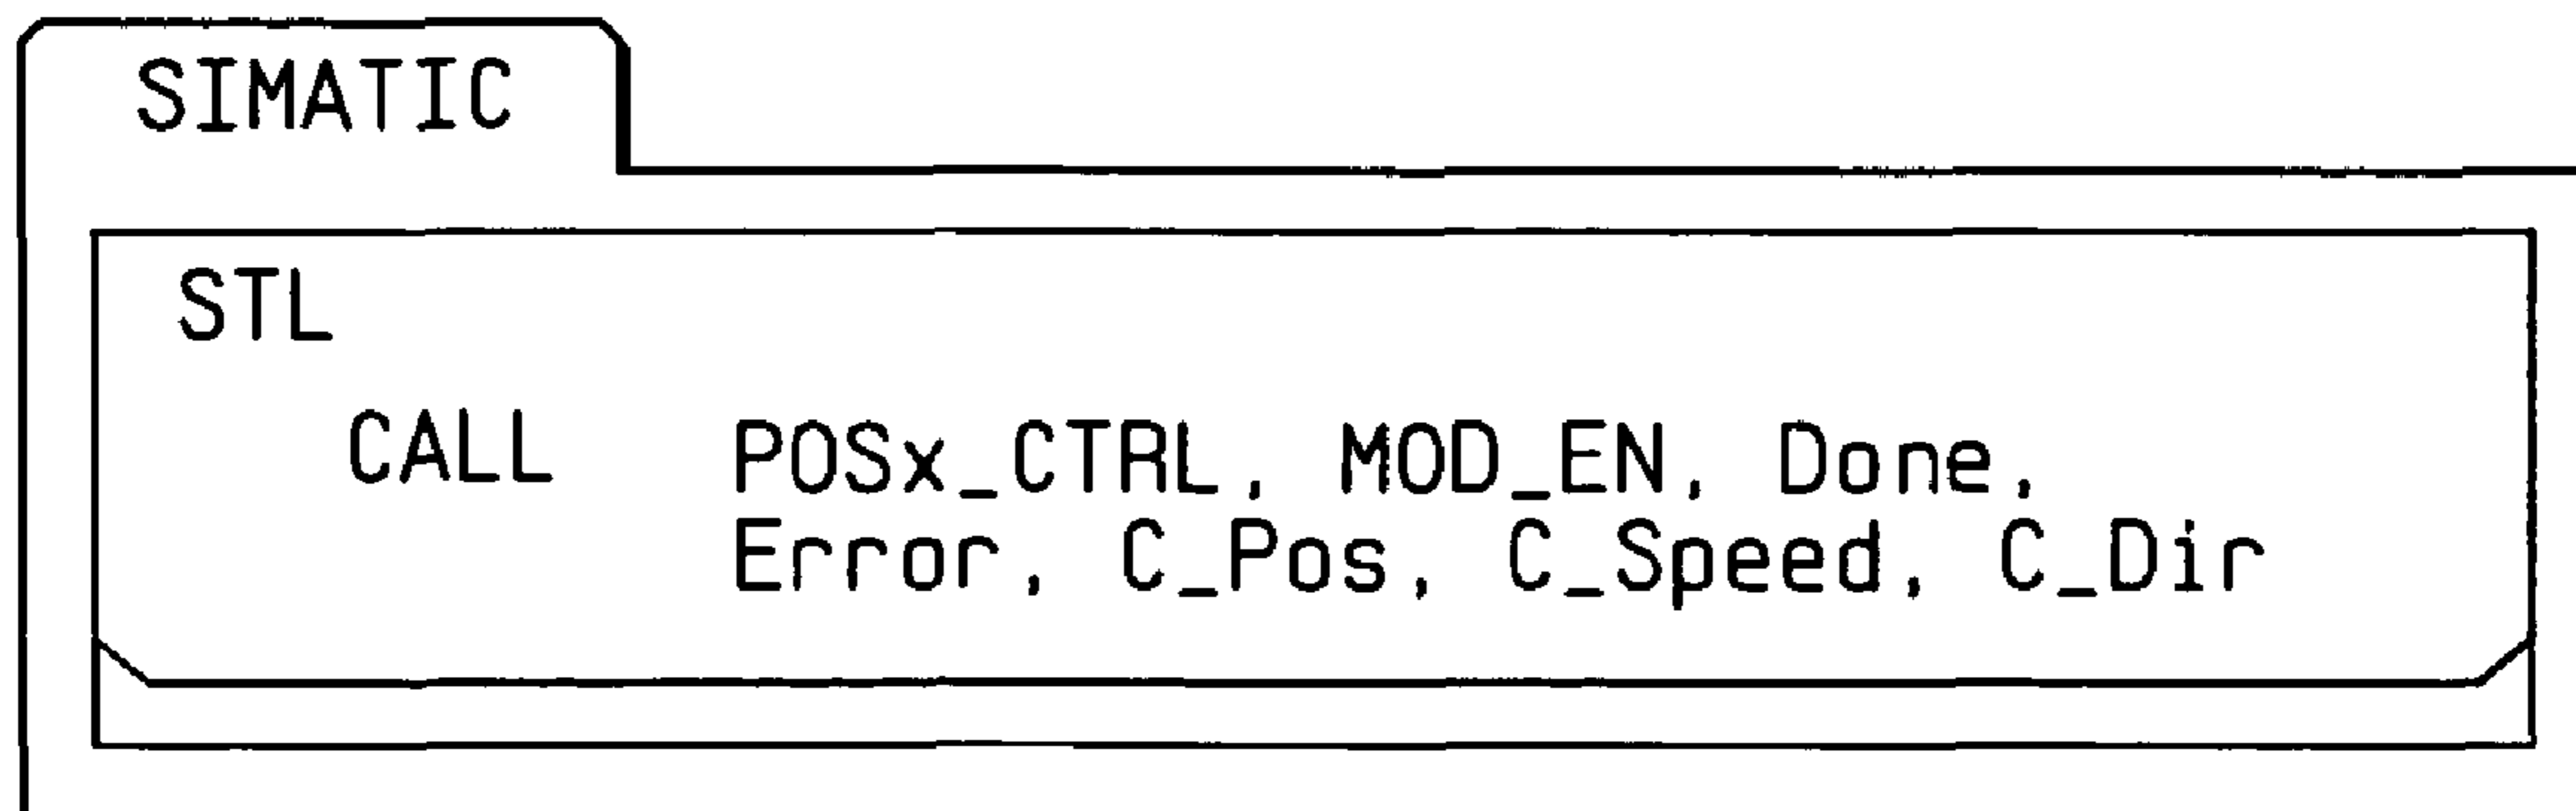 SIMATIC
STL
CALL POSx_CTRL, MOD_EN, Done,
Error, C_Pos, C_Speed, C_Dir